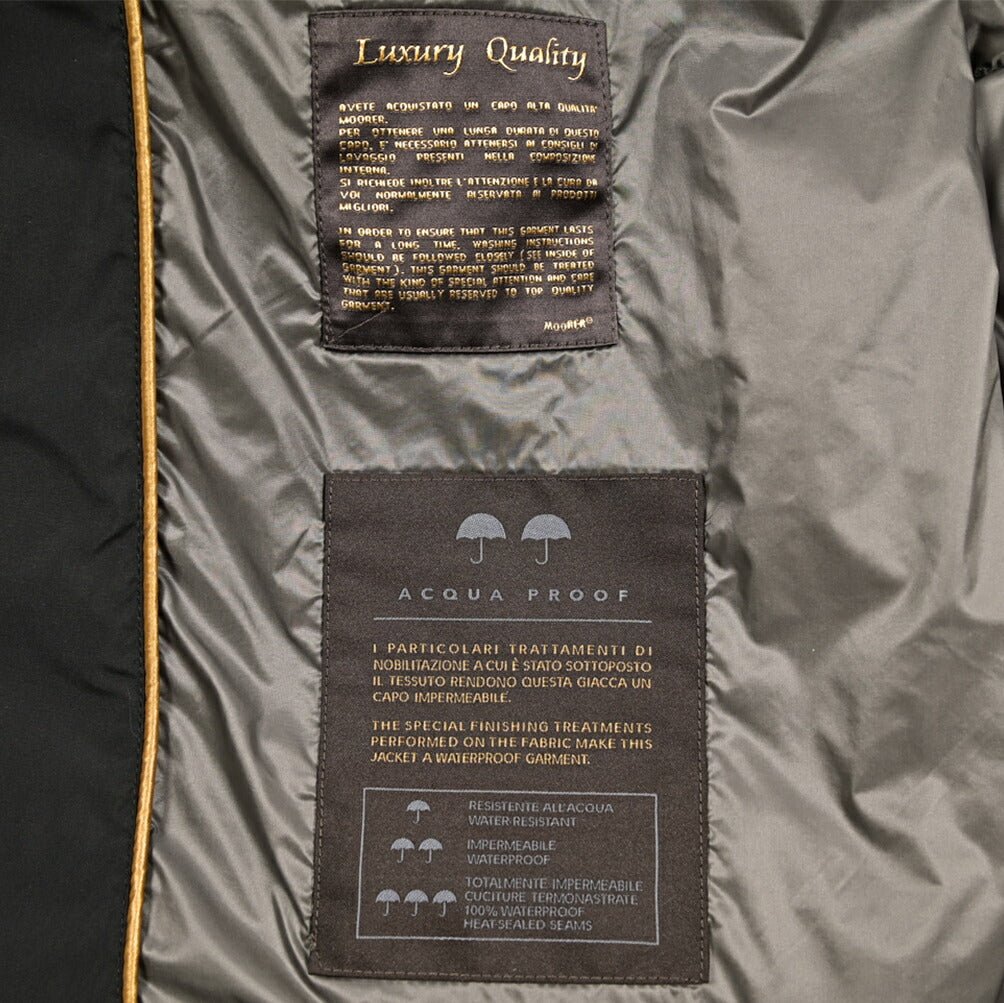 Luxury Quality
AVETE ACQUISTATO UN CAPO ALTA QUALITA'
MOORER.
PER OTTENERE UNA LUNGA DURATA DI QUESTO
CAPO, E' NECESSARIO ATTENERSI AI CONSIGLI DI
LAVAGGIO PRESENTI NELLA COMPOSIZIONE
INTERNA.
SI RICHIEDE INOLTRE L'ATTENZIONE E LA CURA DA
VOI NORMALMENTE RISERVATA AI PRODOTTI
MIGLIORI.
IN ORDER TO ENSURE THAT THIS GARMENT LASTS
FOR A LONG TIME, WASHING INSTRUCTIONS
SHOULD BE FOLLOWED CLOSELY (SEE INSIDE OF
GARMENT). THIS GARMENT SHOULD BE TREATED
WITH THE KIND OF SPECIAL ATTENTION AND CARE
THAT ARE USUALLY RESERVED TO TOP QUALITY
GARMENT.
MOORER®
ACQUA PROOF
I PARTICOLARI TRATTAMENTI DI
NOBILITAZIONE A CUI È STATO SOTTOPOSTO
IL TESSUTO RENDONO QUESTA GIACCA UN
CAPO IMPERMEABILE.
THE SPECIAL FINISHING TREATMENTS
PERFORMED ON THE FABRIC MAKE THIS
JACKET A WATERPROOF GARMENT.
RESISTENTE ALL'ACQUA
WATER-RESISTANT
IMPERMEABILE
WATERPROOF
TOTALMENTE IMPERMEABILE
CUCITURE TERMONASTRATE
100% WATERPROOF
HEAT-SEALED SEAMS